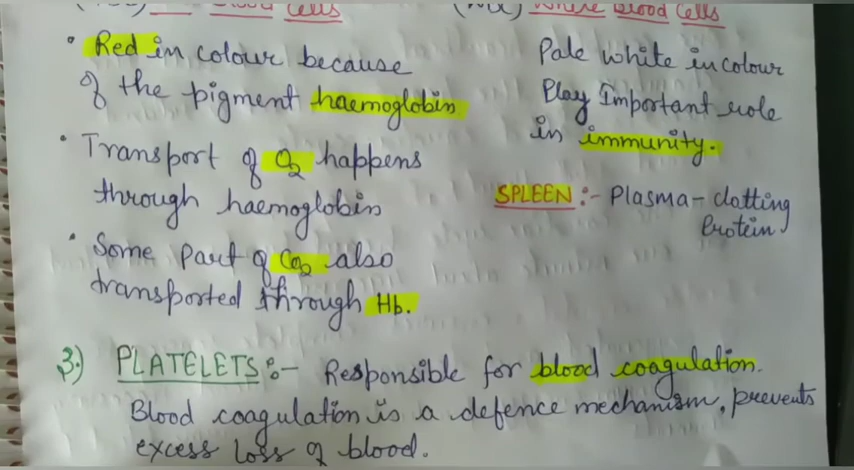 Blood Cells
White Blood Cells
• Red in colour because
of the pigment haemoglobin
• Transport of O2 happens
through haemoglobin
• Some part of CO2 also
transported through Hb.
Pale White in colour
Play Important role
in immunity.
SPLEEN :- Plasma - clotting
Protein
3.) PLATELETS :- Responsible for blood coagulation.
Blood coagulation is a defence mechanism, prevents
excess loss of blood.